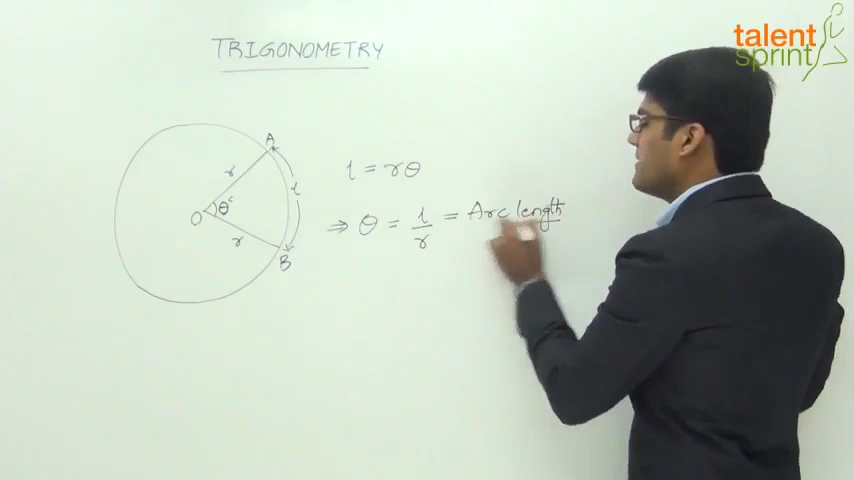 talent
sprint
TRIGONOMETRY
A
r
l
l = rθ
θᶜ
O
⇒ θ = l/r = Arc length
r
B